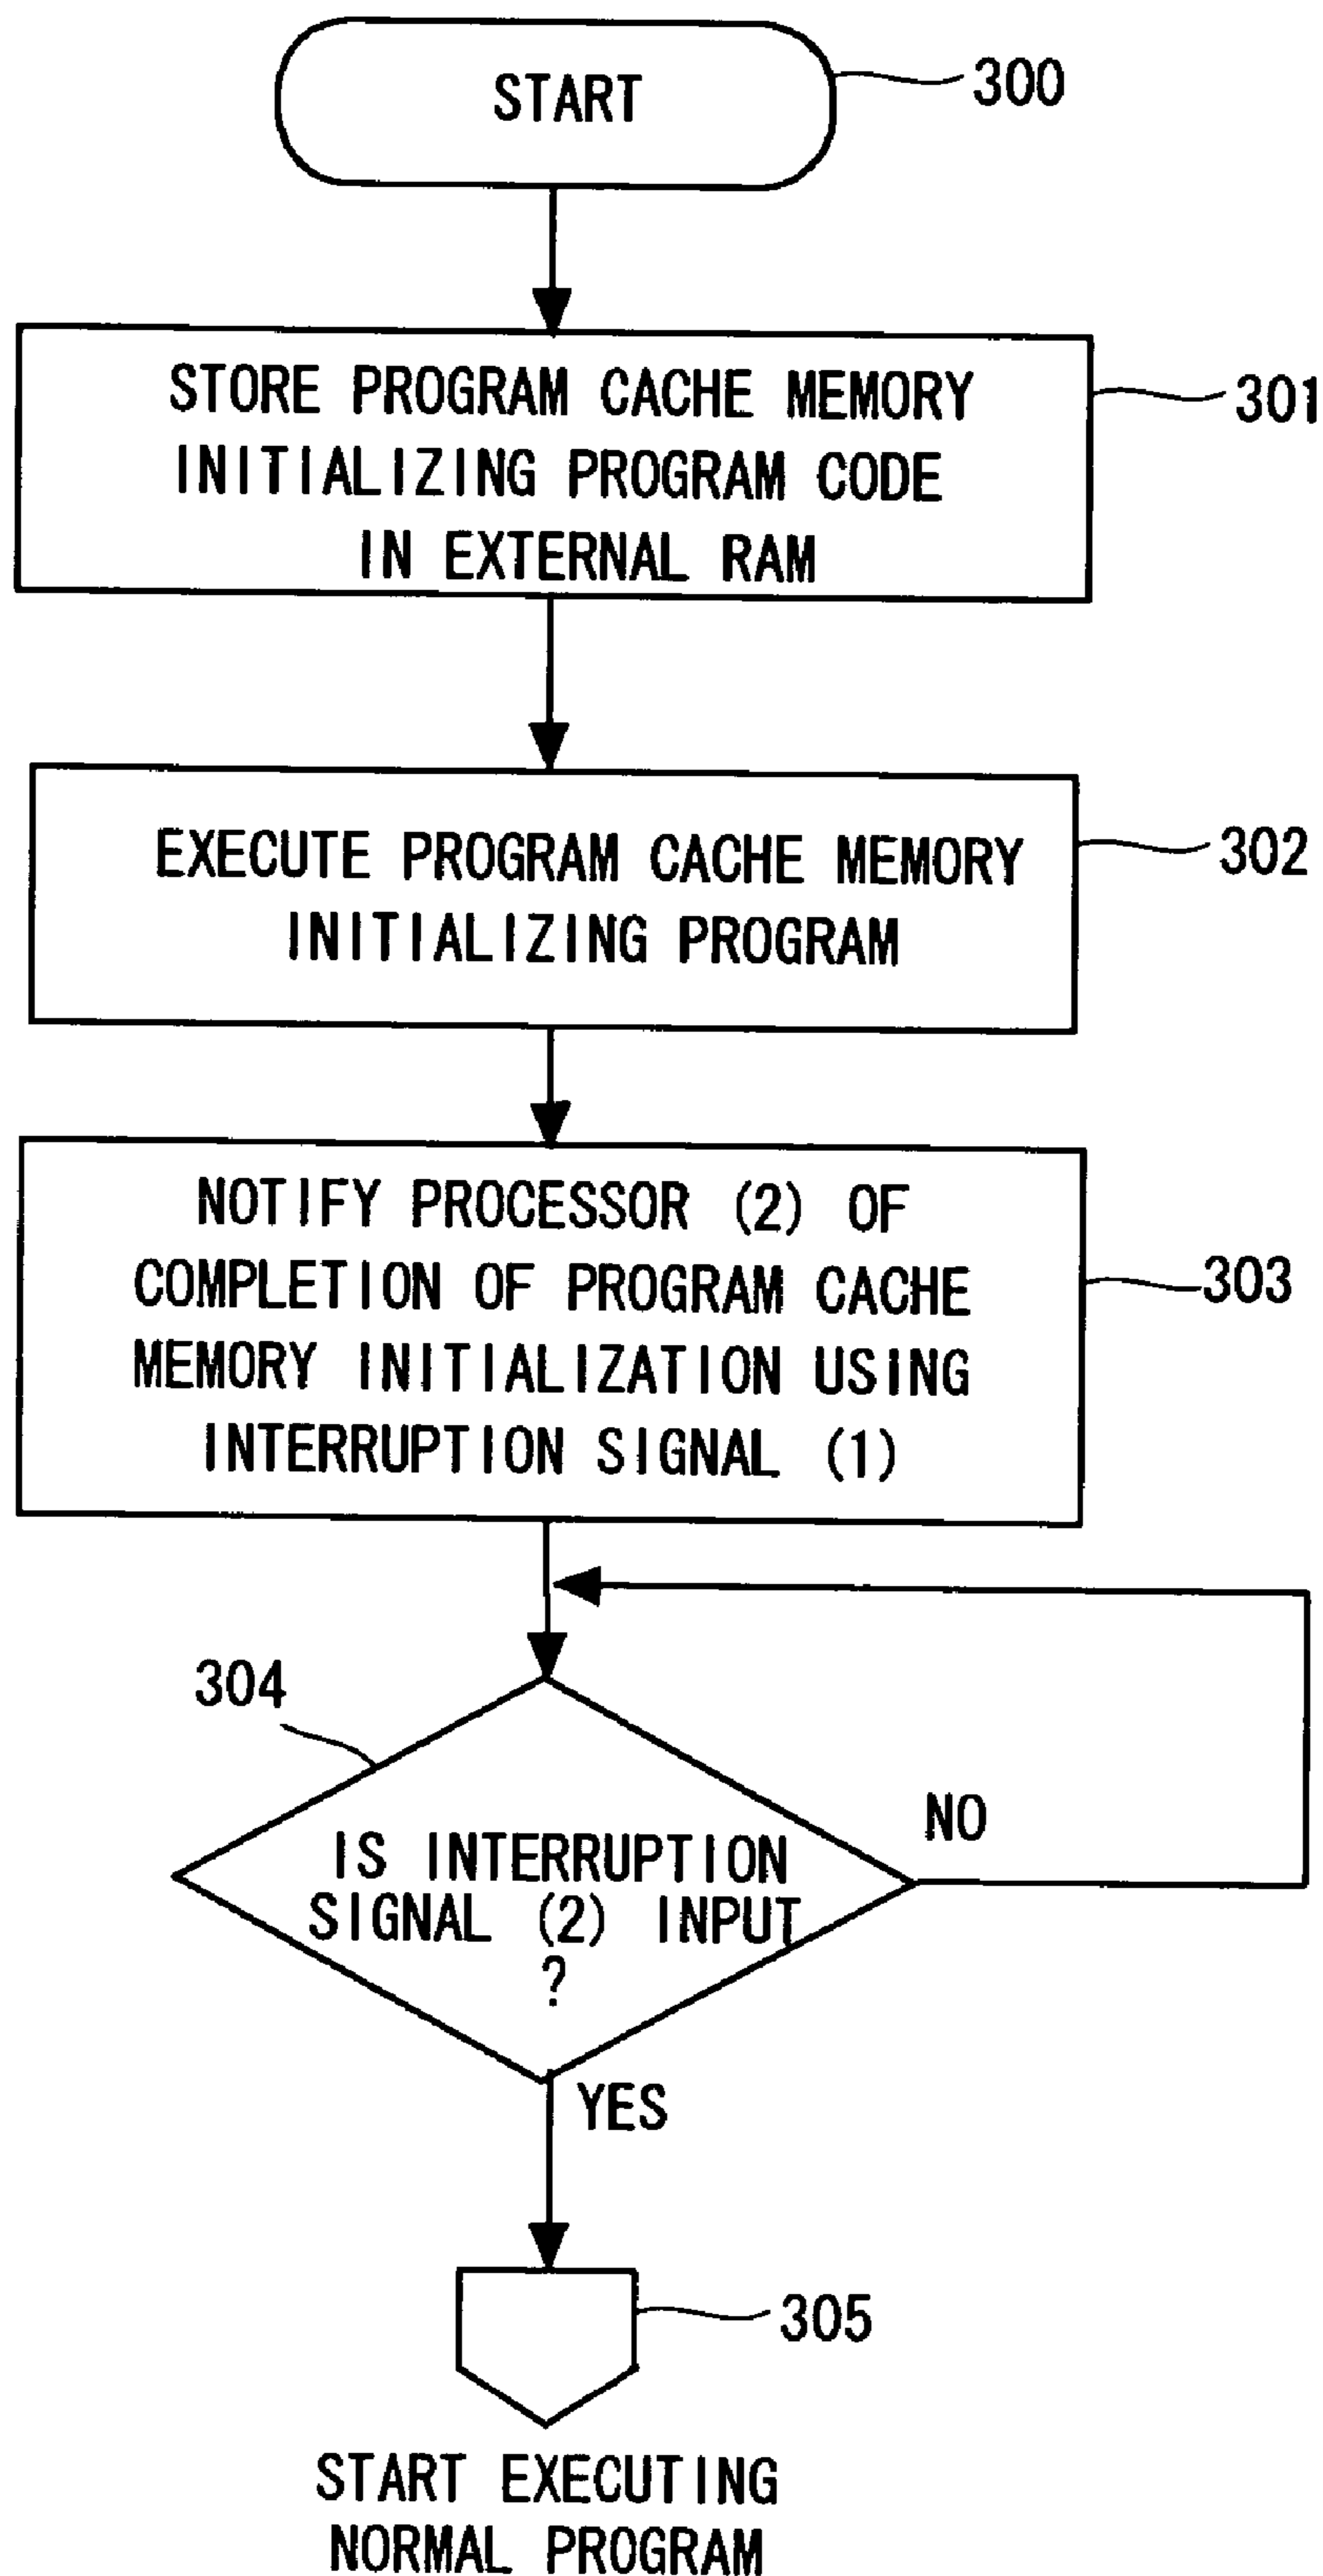 START
300
STORE PROGRAM CACHE MEMORY
INITIALIZING PROGRAM CODE
IN EXTERNAL RAM
301
EXECUTE PROGRAM CACHE MEMORY
INITIALIZING PROGRAM
302
NOTIFY PROCESSOR (2) OF
COMPLETION OF PROGRAM CACHE
MEMORY INITIALIZATION USING
INTERRUPTION SIGNAL (1)
303
304
IS INTERRUPTION
SIGNAL (2) INPUT
?
NO
YES
305
START EXECUTING
NORMAL PROGRAM